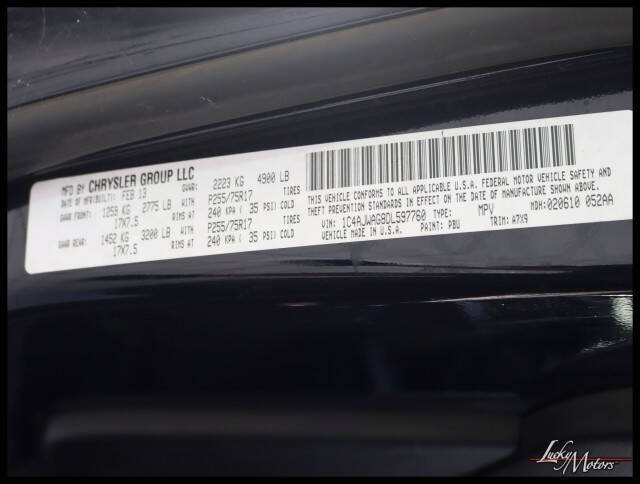 MFD BY CHRYSLER GROUP LLC
DATE OF MFR(BUILT): FEB 13 GVWR: 2223 KG 4900 LB
GAWR: 1259 KG 2775 LB WITH P255/75R17 TIRES
17X7.5 RIMS AT 240 KPA ( 35 PSI) COLD
1452 KG 3200 LB WITH P255/75R17 TIRES
17X7.5 RIMS AT 240 KPA ( 35 PSI) COLD
THIS VEHICLE CONFORMS TO ALL APPLICABLE U.S.A. FEDERAL MOTOR VEHICLE SAFETY AND
THEFT PREVENTION STANDARDS IN EFFECT ON THE DATE OF MANUFACTURE SHOWN ABOVE.
VIN: 1C4AJWAG8DL597760 TYPE: MPV MDH: 020610 052AA
VEHICLE MADE IN U.S.A. PAINT: PBU TRIM: A7X9
Lucky
Motors